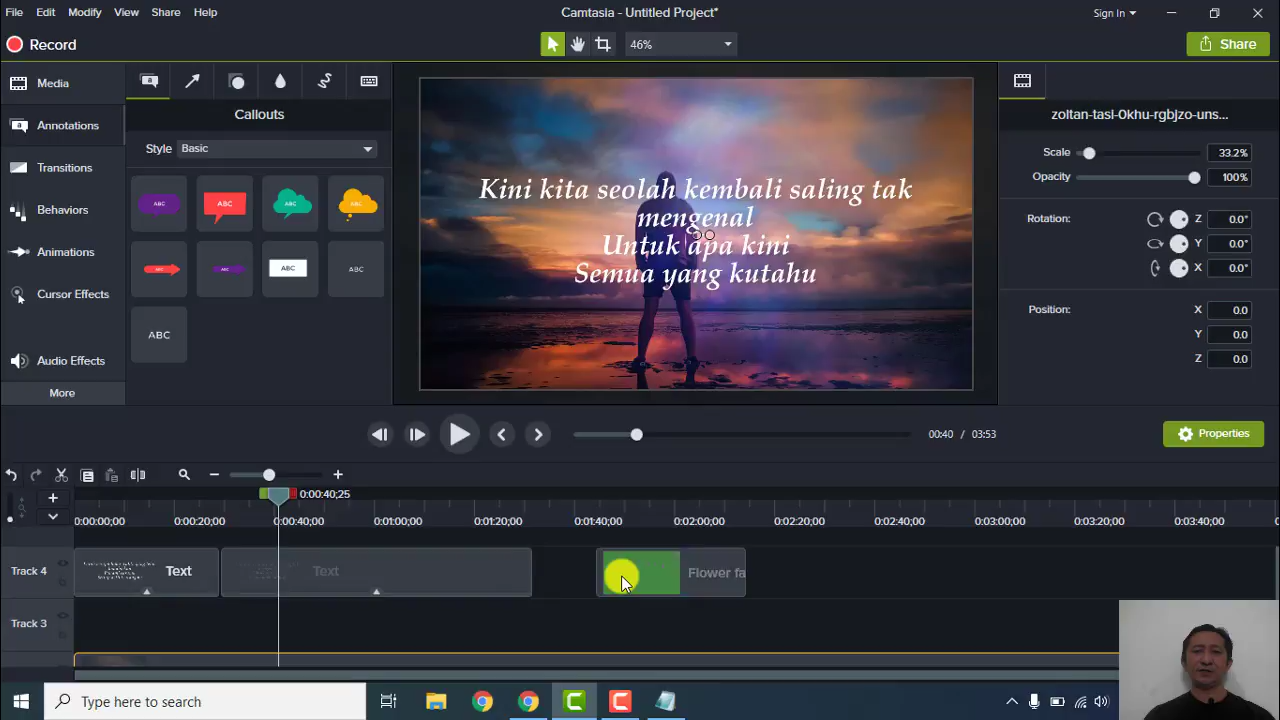 File Edit Modify View Share Help
Camtasia - Untitled Project*
Sign In
Record
46%
Share
Media
Annotations
Transitions
Behaviors
Animations
Cursor Effects
Audio Effects
More
Callouts
Style Basic
ABC ABC ABC ABC
ABC ABC ABC
ABC
Kini kita seolah kembali saling tak
mengenal
Untuk apa kini
Semua yang kutahu
zoltan-tasi-0khu-rgbjzo-uns...
Scale 33.2%
Opacity 100%
Rotation: Z 0.0°
Y 0.0°
X 0.0°
Position: X 0.0
Y 0.0
Z 0.0
00:40 / 03:53
Properties
0:00:40;25
0:00:00;00 0:00:20;00 0:00:40;00 0:01:00;00 0:01:20;00 0:01:40;00 0:02:00;00 0:02:20;00 0:02:40;00 0:03:00;00 0:03:20;00 0:03:40;00
Track 4 Text Text Flower fa
Track 3
Type here to search